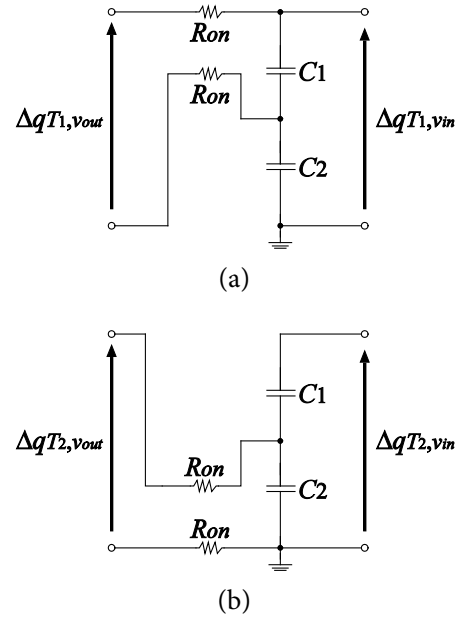 Ron
Ron
C1
ΔqT1,vout
ΔqT1,vin
C2
(a)
C1
ΔqT2,vout
ΔqT2,vin
Ron
C2
Ron
(b)